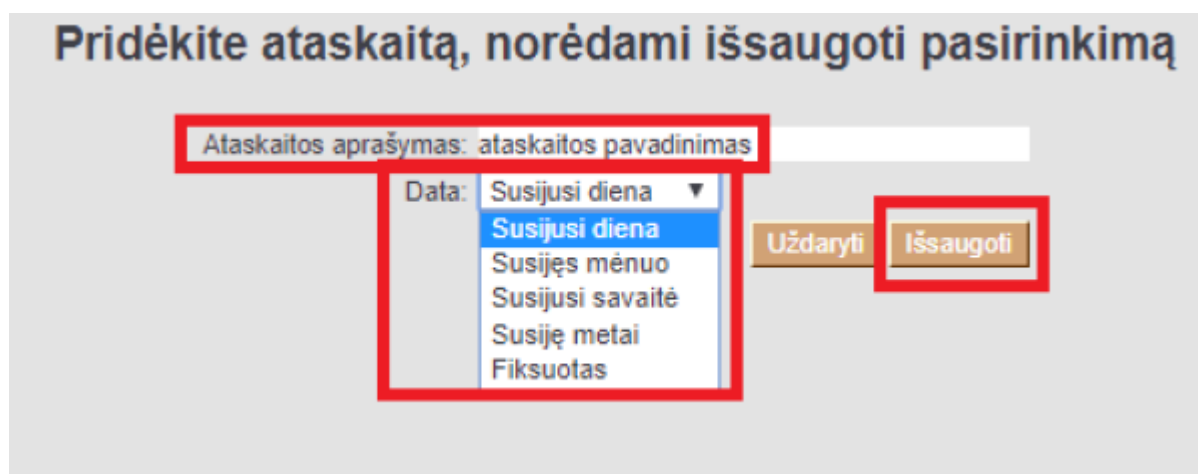 Pridėkite ataskaitą, norėdami išsaugoti pasirinkimą
Ataskaitos aprašymas: ataskaitos pavadinimas
Data: Susijusi diena ▼
Susijusi diena
Uždaryti Išsaugoti
Susijęs mėnuo
Susijusi savaitė
Susiję metai
Fiksuotas